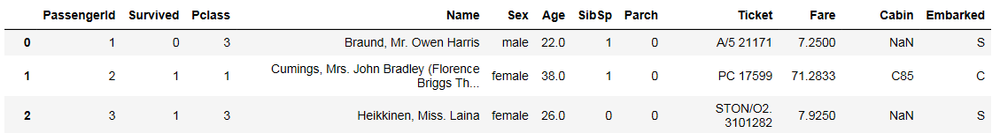 PassengerId Survived Pclass Name Sex Age SibSp Parch Ticket Fare Cabin Embarked
0 1 0 3 Braund, Mr. Owen Harris male 22.0 1 0 A/5 21171 7.2500 NaN S
1 2 1 1 Cumings, Mrs. John Bradley (Florence
Briggs Th... female 38.0 1 0 PC 17599 71.2833 C85 C
2 3 1 3 Heikkinen, Miss. Laina female 26.0 0 0 STON/O2.
3101282 7.9250 NaN S